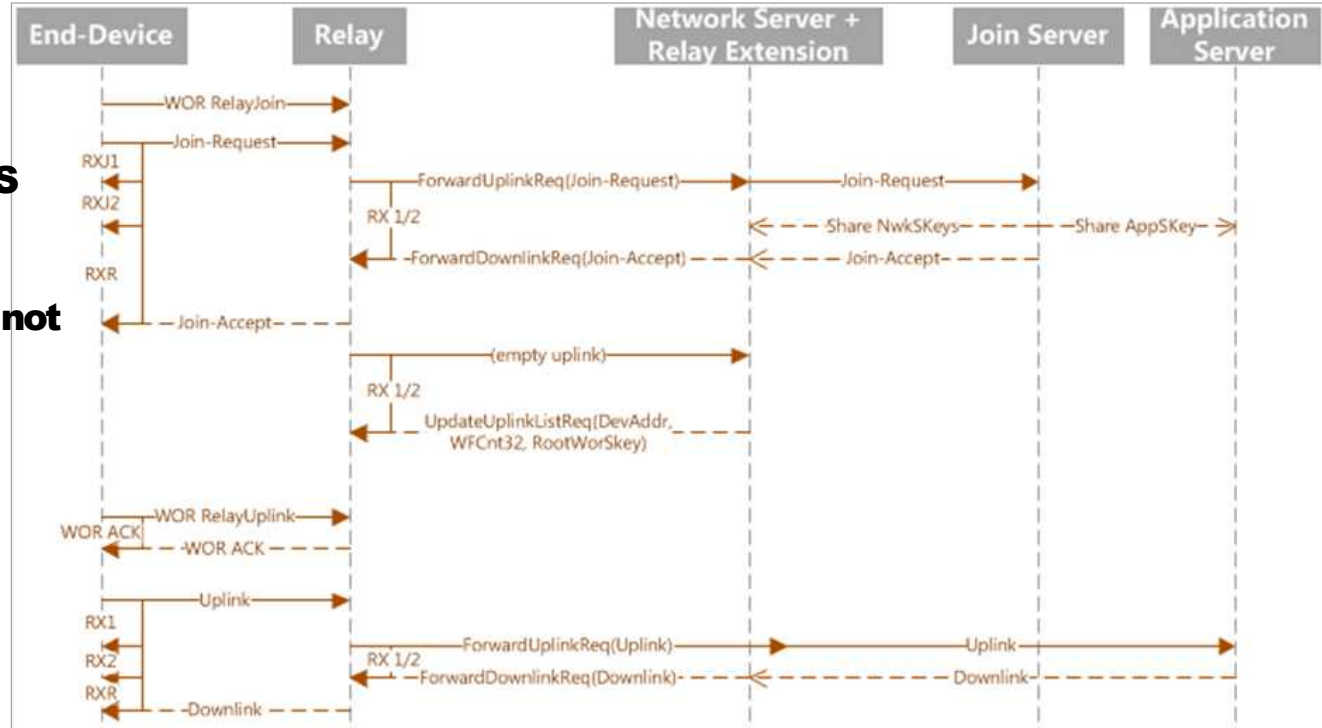 End-Device
Relay
Network Server +
Relay Extension
Join Server
Application
Server
WOR RelayJoin
Join-Request
RXJ1
s
ForwardUplinkReq(Join-Request)
Join-Request
RXJ2
RX 1/2
Share NwkSKeys
Share AppSKey
ForwardDownlinkReq(Join-Accept)
Join-Accept
RXR
not
Join-Accept
(empty uplink)
RX 1/2
UpdateUplinkListReq(DevAddr,
WFCnt32, RootWorSkey)
WOR RelayUplink
WOR ACK
WOR ACK
Uplink
RX1
ForwardUplinkReq(Uplink)
Uplink
RX2
RX 1/2
ForwardDownlinkReq(Downlink)
Downlink
RXR
Downlink